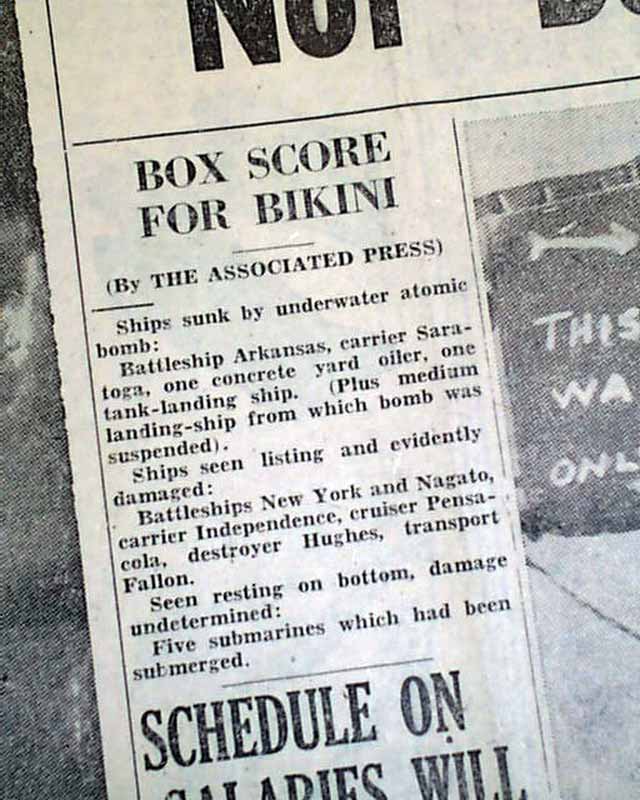 NOT
BOX SCORE
FOR BIKINI
(By THE ASSOCIATED PRESS)
Ships sunk by underwater atomic
bomb:
Battleship Arkansas, carrier Sara-
toga, one concrete yard oiler, one
tank-landing ship. (Plus medium
landing-ship from which bomb was
suspended).
Ships seen listing and evidently
damaged:
Battleships New York and Nagato,
carrier Independence, cruiser Pensa-
cola, destroyer Hughes, transport
Fallon.
Seen resting on bottom, damage
undetermined:
Five submarines which had been
submerged.
SCHEDULE ON
SALARIES WILL
THIS
WA
ONL